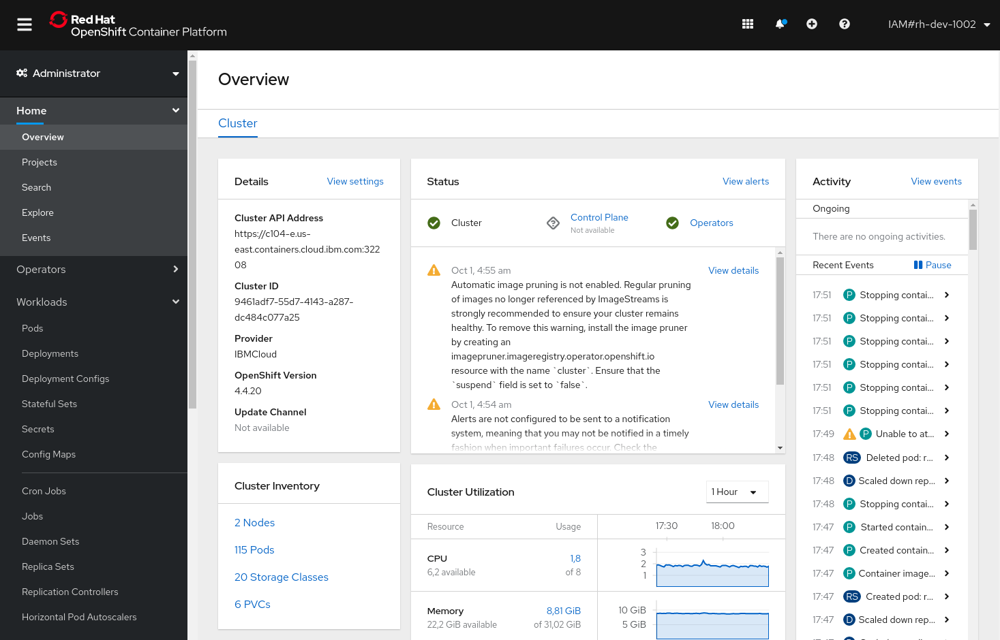 Red Hat
OpenShift Container Platform
IAM#rh-dev-1002
Administrator
Home
Overview
Projects
Search
Explore
Events
Operators
Workloads
Pods
Deployments
Deployment Configs
Stateful Sets
Secrets
Config Maps
Cron Jobs
Jobs
Daemon Sets
Replica Sets
Replication Controllers
Horizontal Pod Autoscalers
Overview
Cluster
Details
View settings
Cluster API Address
https://c104-e.us-
east.containers.cloud.ibm.com:322
08
Cluster ID
9461adf7-55d7-4143-a287-
dc484c077a25
Provider
IBMCloud
OpenShift Version
4.4.20
Update Channel
Not available
Cluster Inventory
2 Nodes
115 Pods
20 Storage Classes
6 PVCs
Status
View alerts
Cluster
Control Plane
Not available
Operators
Oct 1, 4:55 am
View details
Automatic image pruning is not enabled. Regular pruning
of images no longer referenced by ImageStreams is
strongly recommended to ensure your cluster remains
healthy. To remove this warning, install the image pruner
by creating an
imagepruner.imageregistry.operator.openshift.io
resource with the name `cluster`. Ensure that the
`suspend` field is set to `false`.
Oct 1, 4:54 am
View details
Alerts are not configured to be sent to a notification
system, meaning that you may not be notified in a timely
fashion when important failures occur. Check the
Cluster Utilization
1 Hour
Resource
Usage
17:30
18:00
CPU
1,8
6,2 available
of 8
3
2
1
Memory
8,81 GiB
22,2 GiB available
of 31,02 GiB
10 GiB
5 GiB
Activity
View events
Ongoing
There are no ongoing activities.
Recent Events
Pause
17:51 P Stopping contai...
17:51 P Stopping contai...
17:51 P Stopping contai...
17:51 P Stopping contai...
17:51 P Stopping contai...
17:51 P Stopping contai...
17:49 P Unable to at...
17:48 RS Deleted pod: r...
17:48 D Scaled down rep...
17:48 P Stopping contai...
17:47 P Started contain...
17:47 P Created contain...
17:47 P Container image...
17:47 RS Created pod: r...
17:47 D Scaled down rep...